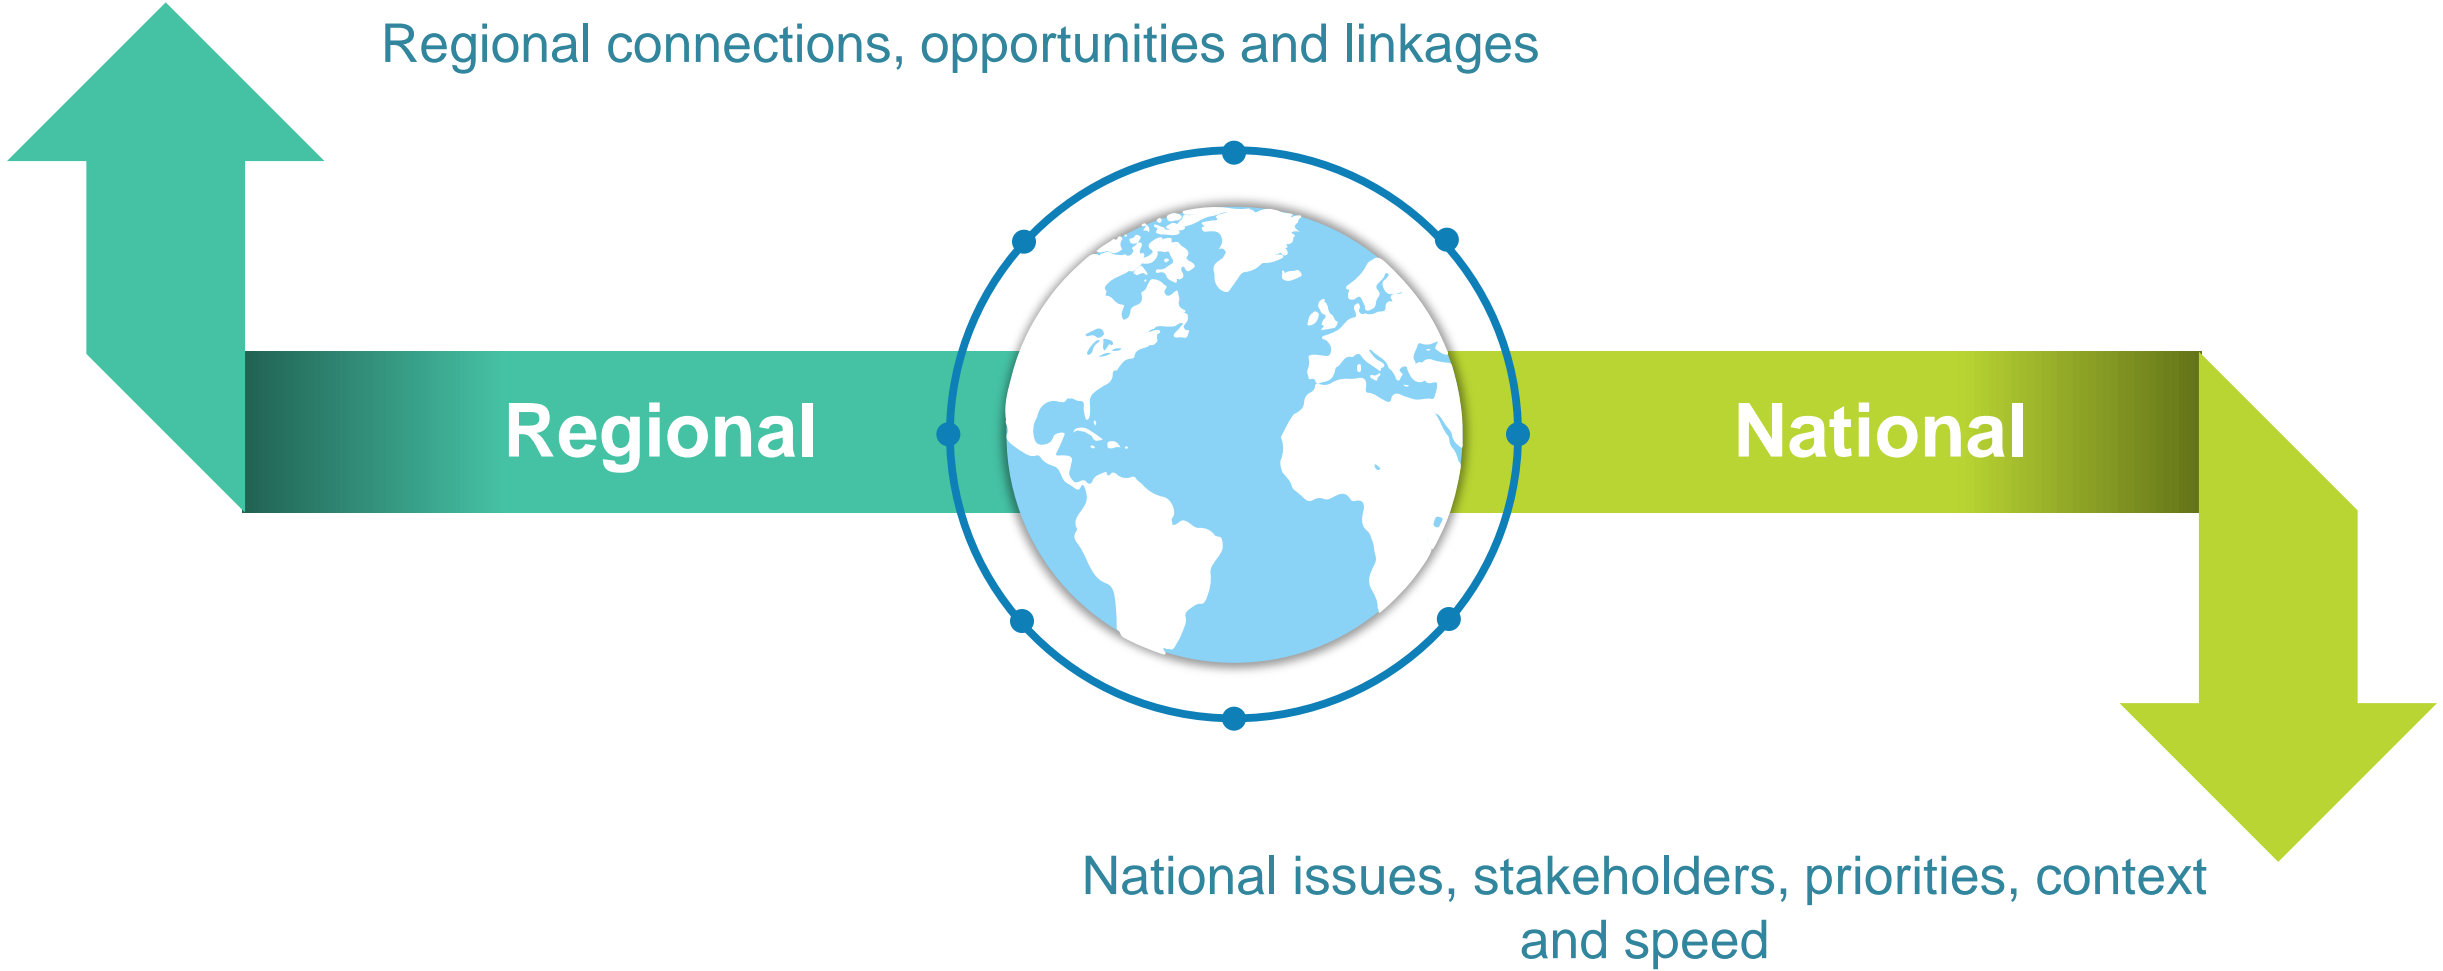 Regional connections, opportunities and linkages
Regional
National
National issues, stakeholders, priorities, context
and speed